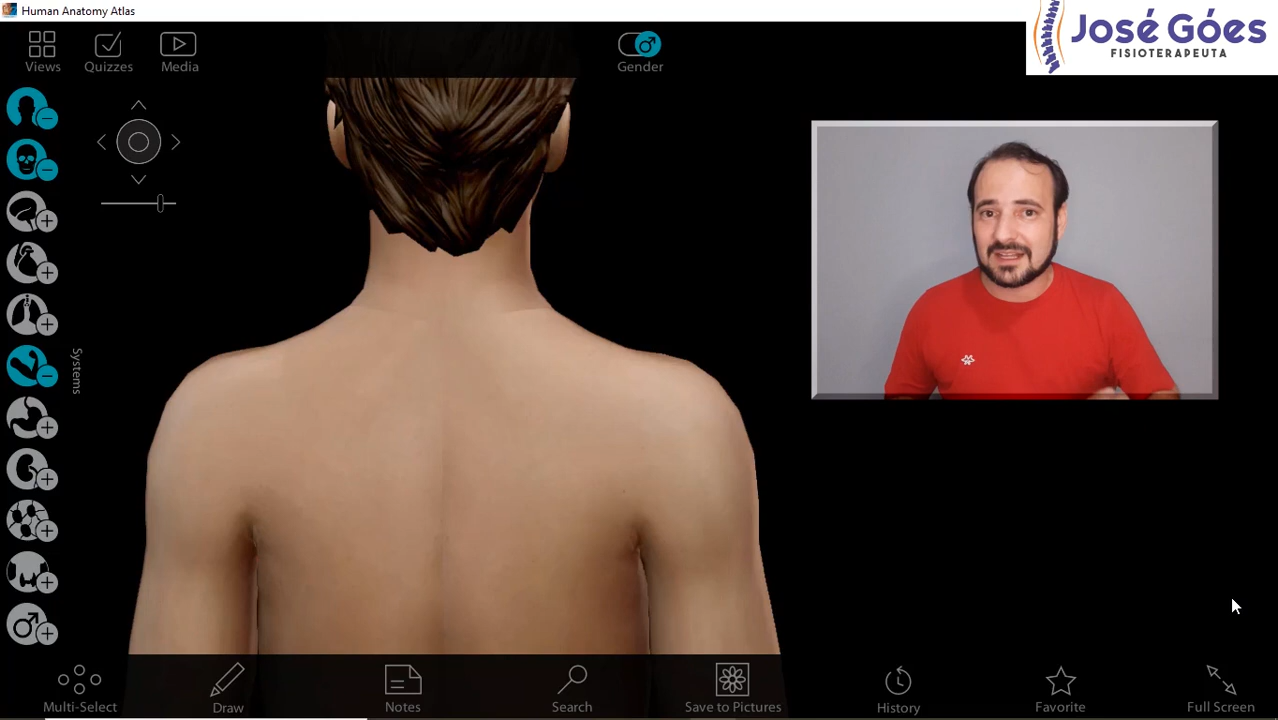 Human Anatomy Atlas
José Góes
FISIOTERAPEUTA
Views
Quizzes
Media
Gender
Systems
Multi-Select
Draw
Notes
Search
Save to Pictures
History
Favorite
Full Screen